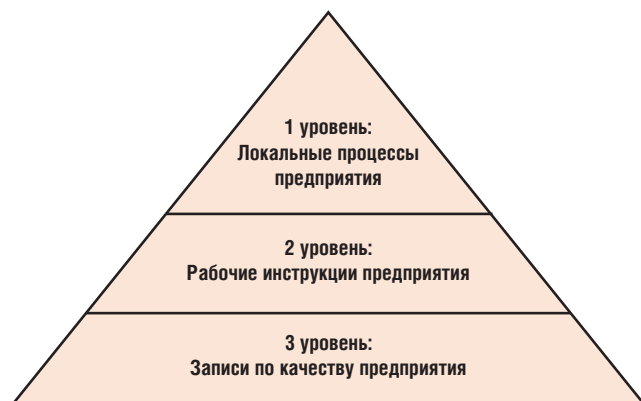 1 уровень:
Локальные процессы
предприятия
2 уровень:
Рабочие инструкции предприятия
3 уровень:
Записи по качеству предприятия